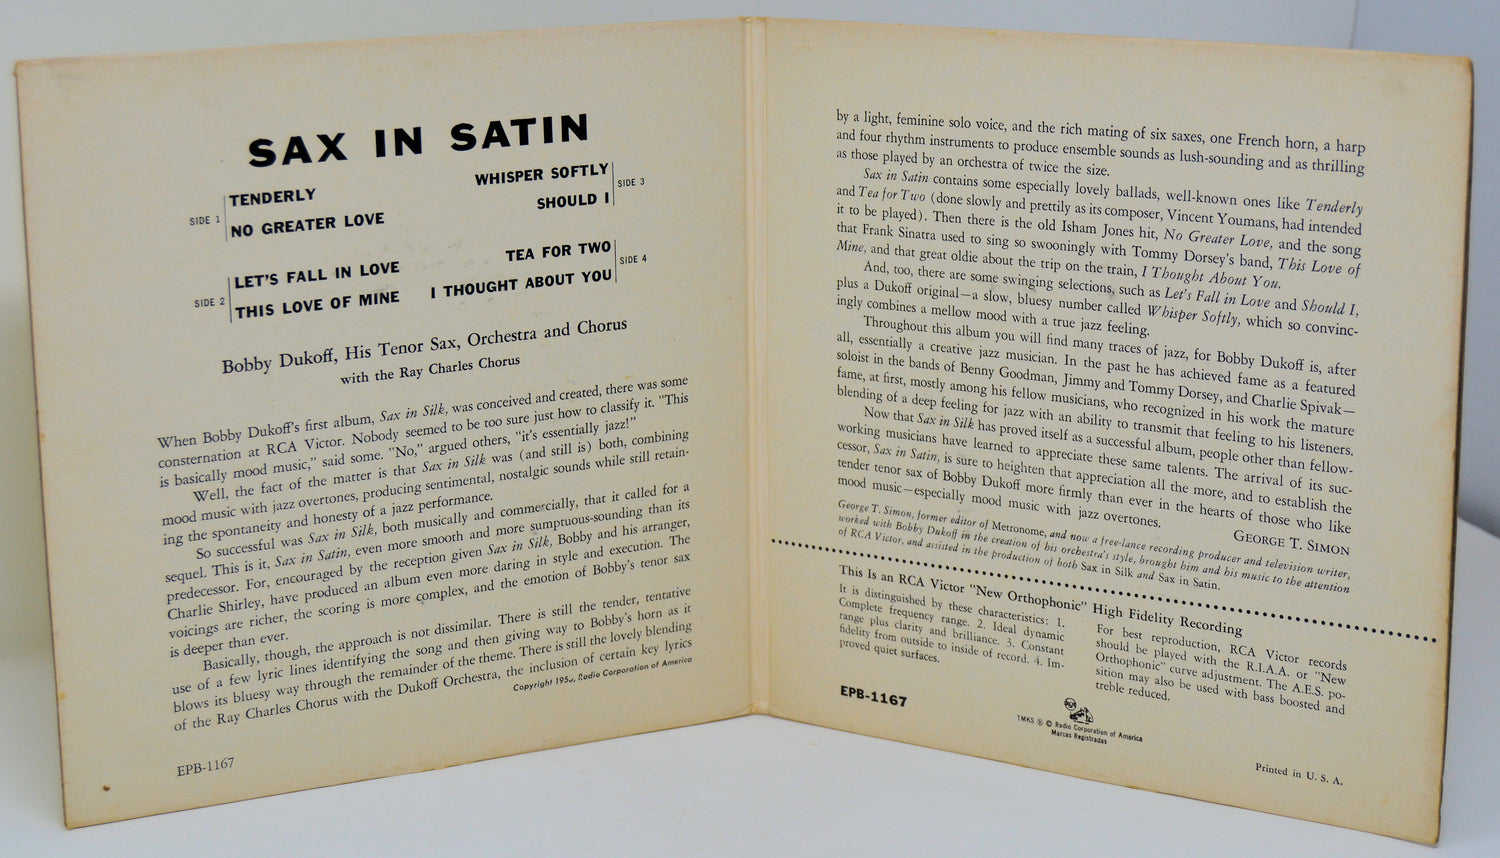 SAX IN SATIN
SIDE 1
TENDERLY
NO GREATER LOVE
SIDE 2
LET'S FALL IN LOVE
THIS LOVE OF MINE
WHISPER SOFTLY
SHOULD I
SIDE 3
TEA FOR TWO
I THOUGHT ABOUT YOU
SIDE 4
Bobby Dukoff, His Tenor Sax, Orchestra and Chorus
with the Ray Charles Chorus
When Bobby Dukoff's first album, Sax in Silk, was conceived and created, there was some
consternation at RCA Victor. Nobody seemed to be too sure just how to classify it. "This
is basically mood music," said some. "No," argued others, "it's essentially jazz!"
Well, the fact of the matter is that Sax in Silk was (and still is) both, combining
mood music with jazz overtones, producing sentimental, nostalgic sounds while still retain-
ing the spontaneity and honesty of a jazz performance.
So successful was Sax in Silk, both musically and commercially, that it called for a
sequel. This is it, Sax in Satin, even more smooth and more sumptuous-sounding than its
predecessor. For, encouraged by the reception given Sax in Silk, Bobby and his arranger,
Charlie Shirley, have produced an album even more daring in style and execution. The
voicings are richer, the scoring is more complex, and the emotion of Bobby's tenor sax
is deeper than ever.
Basically, though, the approach is not dissimilar. There is still the tender, tentative
use of a few lyric lines identifying the song and then giving way to Bobby's horn as it
blows its bluesy way through the remainder of the theme. There is still the lovely blending
of the Ray Charles Chorus with the Dukoff Orchestra, the inclusion of certain key lyrics
Copyright Radio Corporation of America
EPB-1167
by a light, feminine solo voice, and the rich mating of six saxes, one French horn, a harp
and four rhythm instruments to produce ensemble sounds as lush-sounding and as thrilling
as those played by an orchestra of twice the size.
Sax in Satin contains some especially lovely ballads, well-known ones like Tenderly
and Tea for Two (done slowly and prettily as its composer, Vincent Youmans, had intended
it to be played). Then there is the old Isham Jones hit, No Greater Love, and the song
that Frank Sinatra used to sing so swooningly with Tommy Dorsey's band, This Love of
Mine, and that great oldie about the trip on the train, I Thought About You.
And, too, there are some swinging selections, such as Let's Fall in Love and Should I,
plus a Dukoff original—a slow, bluesy number called Whisper Softly, which so convinc-
ingly combines a mellow mood with a true jazz feeling.
Throughout this album you will find many traces of jazz, for Bobby Dukoff is, after
all, essentially a creative jazz musician. In the past he has achieved fame as a featured
soloist in the bands of Benny Goodman, Jimmy and Tommy Dorsey, and Charlie Spivak—
fame, at first, mostly among his fellow musicians, who recognized in his work the mature
blending of a deep feeling for jazz with an ability to transmit that feeling to his listeners.
Now that Sax in Silk has proved itself as a successful album, people other than fellow-
working musicians have learned to appreciate these same talents. The arrival of its suc-
cessor, Sax in Satin, is sure to heighten that appreciation all the more, and to establish the
tender tenor sax of Bobby Dukoff more firmly than ever in the hearts of those who like
mood music—especially mood music with jazz overtones.
GEORGE T. SIMON
George T. Simon, former editor of Metronome, and now a free-lance recording producer and television writer,
worked with Bobby Dukoff in the creation of his orchestra's style, brought him and his music to the attention
of RCA Victor, and assisted in the production of both Sax in Silk and Sax in Satin.
This Is an RCA Victor "New Orthophonic" High Fidelity Recording
It is distinguished by these characteristics: 1.
Complete frequency range. 2. Ideal dynamic
range plus clarity and brilliance. 3. Constant
fidelity from outside to inside of record. 4. Im-
proved quiet surfaces.
For best reproduction, RCA Victor records
should be played with the R.I.A.A. or "New
Orthophonic" curve adjustment. The A.E.S. po-
sition may also be used with bass boosted and
treble reduced.
EPB-1167
RCA
TMKS ® © Radio Corporation of America
Marcas Registradas
Printed in U. S. A.